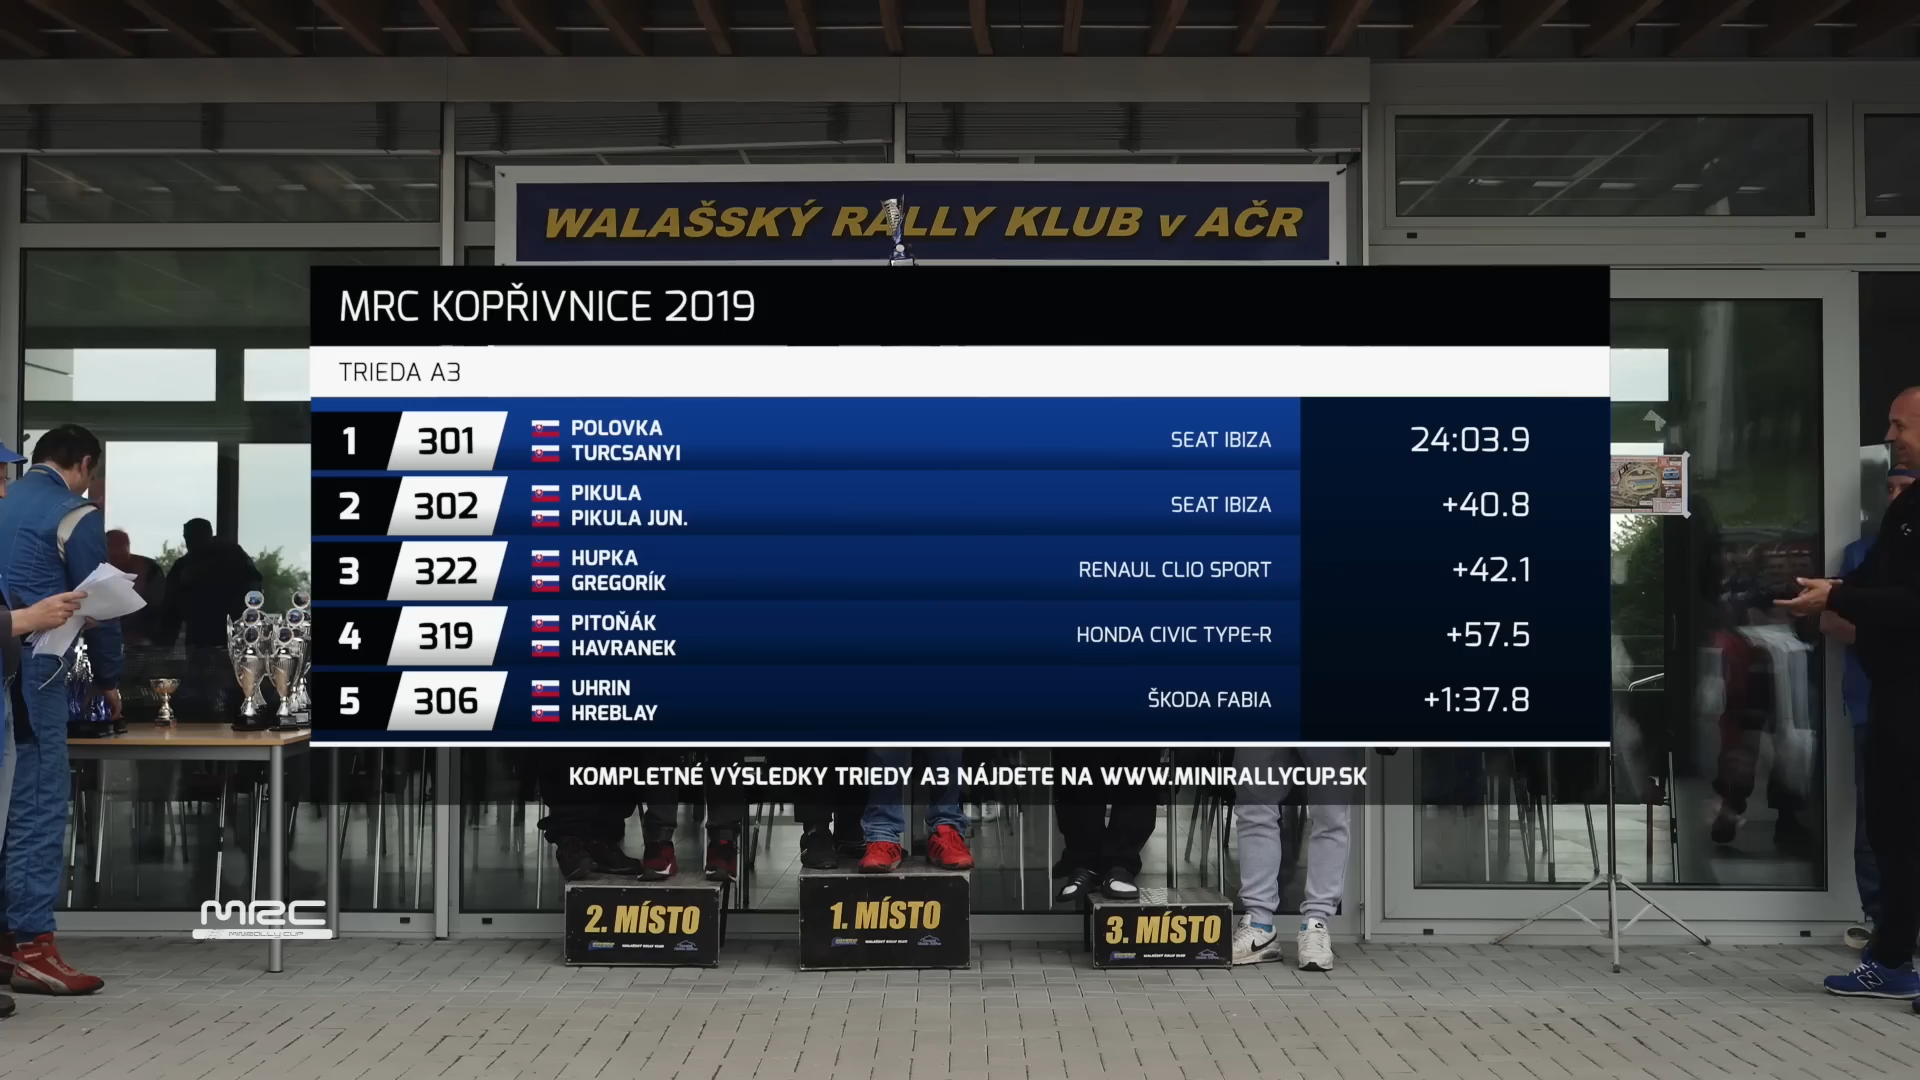 WALAŠSKÝ RALLY KLUB v AČR
MRC KOPŘIVNICE 2019
TRIEDA A3
1 301 POLOVKA TURCSANYI SEAT IBIZA 24:03.9
2 302 PIKULA PIKULA JUN. SEAT IBIZA +40.8
3 322 HUPKA GREGORÍK RENAUL CLIO SPORT +42.1
4 319 PITOŇÁK HAVRANEK HONDA CIVIC TYPE-R +57.5
5 306 UHRIN HREBLAY ŠKODA FABIA +1:37.8
KOMPLETNÉ VÝSLEDKY TRIEDY A3 NÁJDETE NA WWW.MINIRALLYCUP.SK
2. MÍSTO
1. MÍSTO
3. MÍSTO
MRC
MINIRALLY CUP